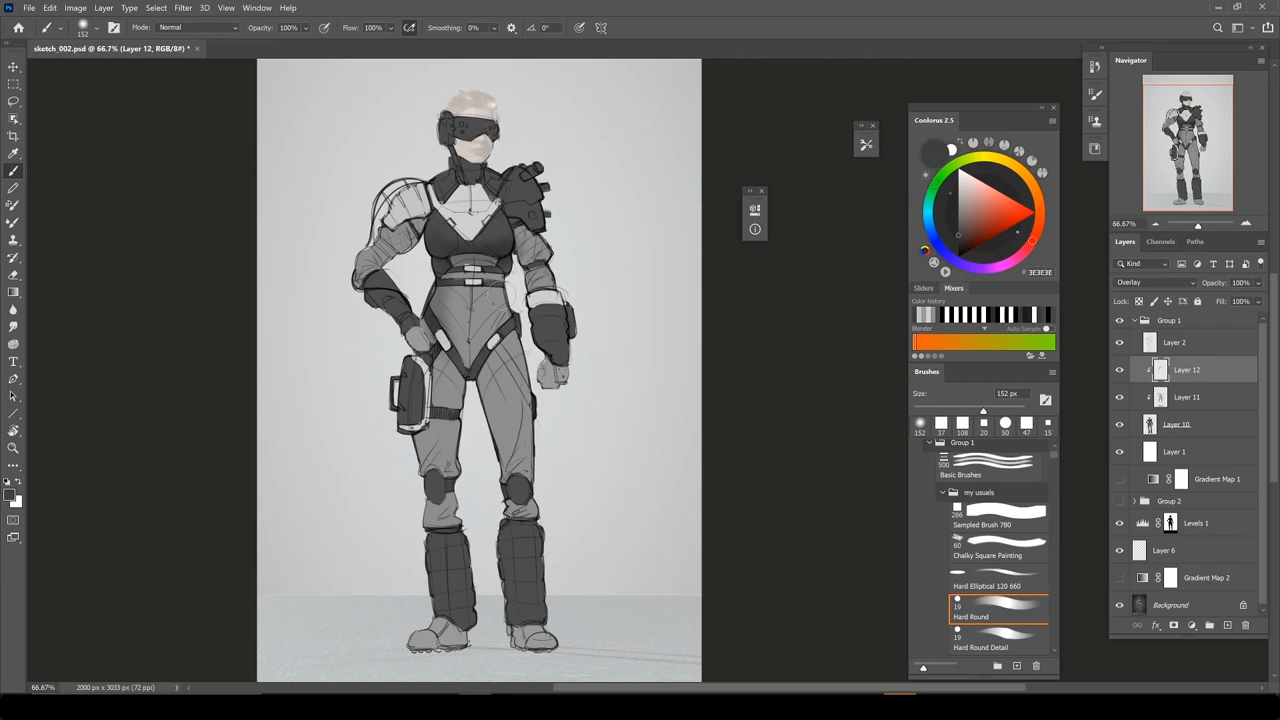 Ps File Edit Image Layer Type Select Filter 3D View Window Help
152 Mode: Normal Opacity: 100% Flow: 100% Smoothing: 0% 0°
sketch_002.psd @ 66.7% (Layer 12, RGB/8#) *
Navigator
66.67%
Coolorus 2.5
# 3E3E3E
Sliders Mixers
Color history
Blender Auto Sample
Brushes
Size: 152 px
152 37 108 20 50 47 15
Group 1
500
Basic Brushes
my usuals
266
Sampled Brush 780
60
Chalky Square Painting
Hard Elliptical 120 660
19
Hard Round
19
Hard Round Detail
Layers Channels Paths
Kind
Overlay Opacity: 100%
Lock: Fill: 100%
Group 1
Layer 2
Layer 12
Layer 11
Layer 10
Layer 1
Gradient Map 1
Group 2
Levels 1
Layer 6
Gradient Map 2
Background
fx
66.67% 2000 px x 3033 px (72 ppi)